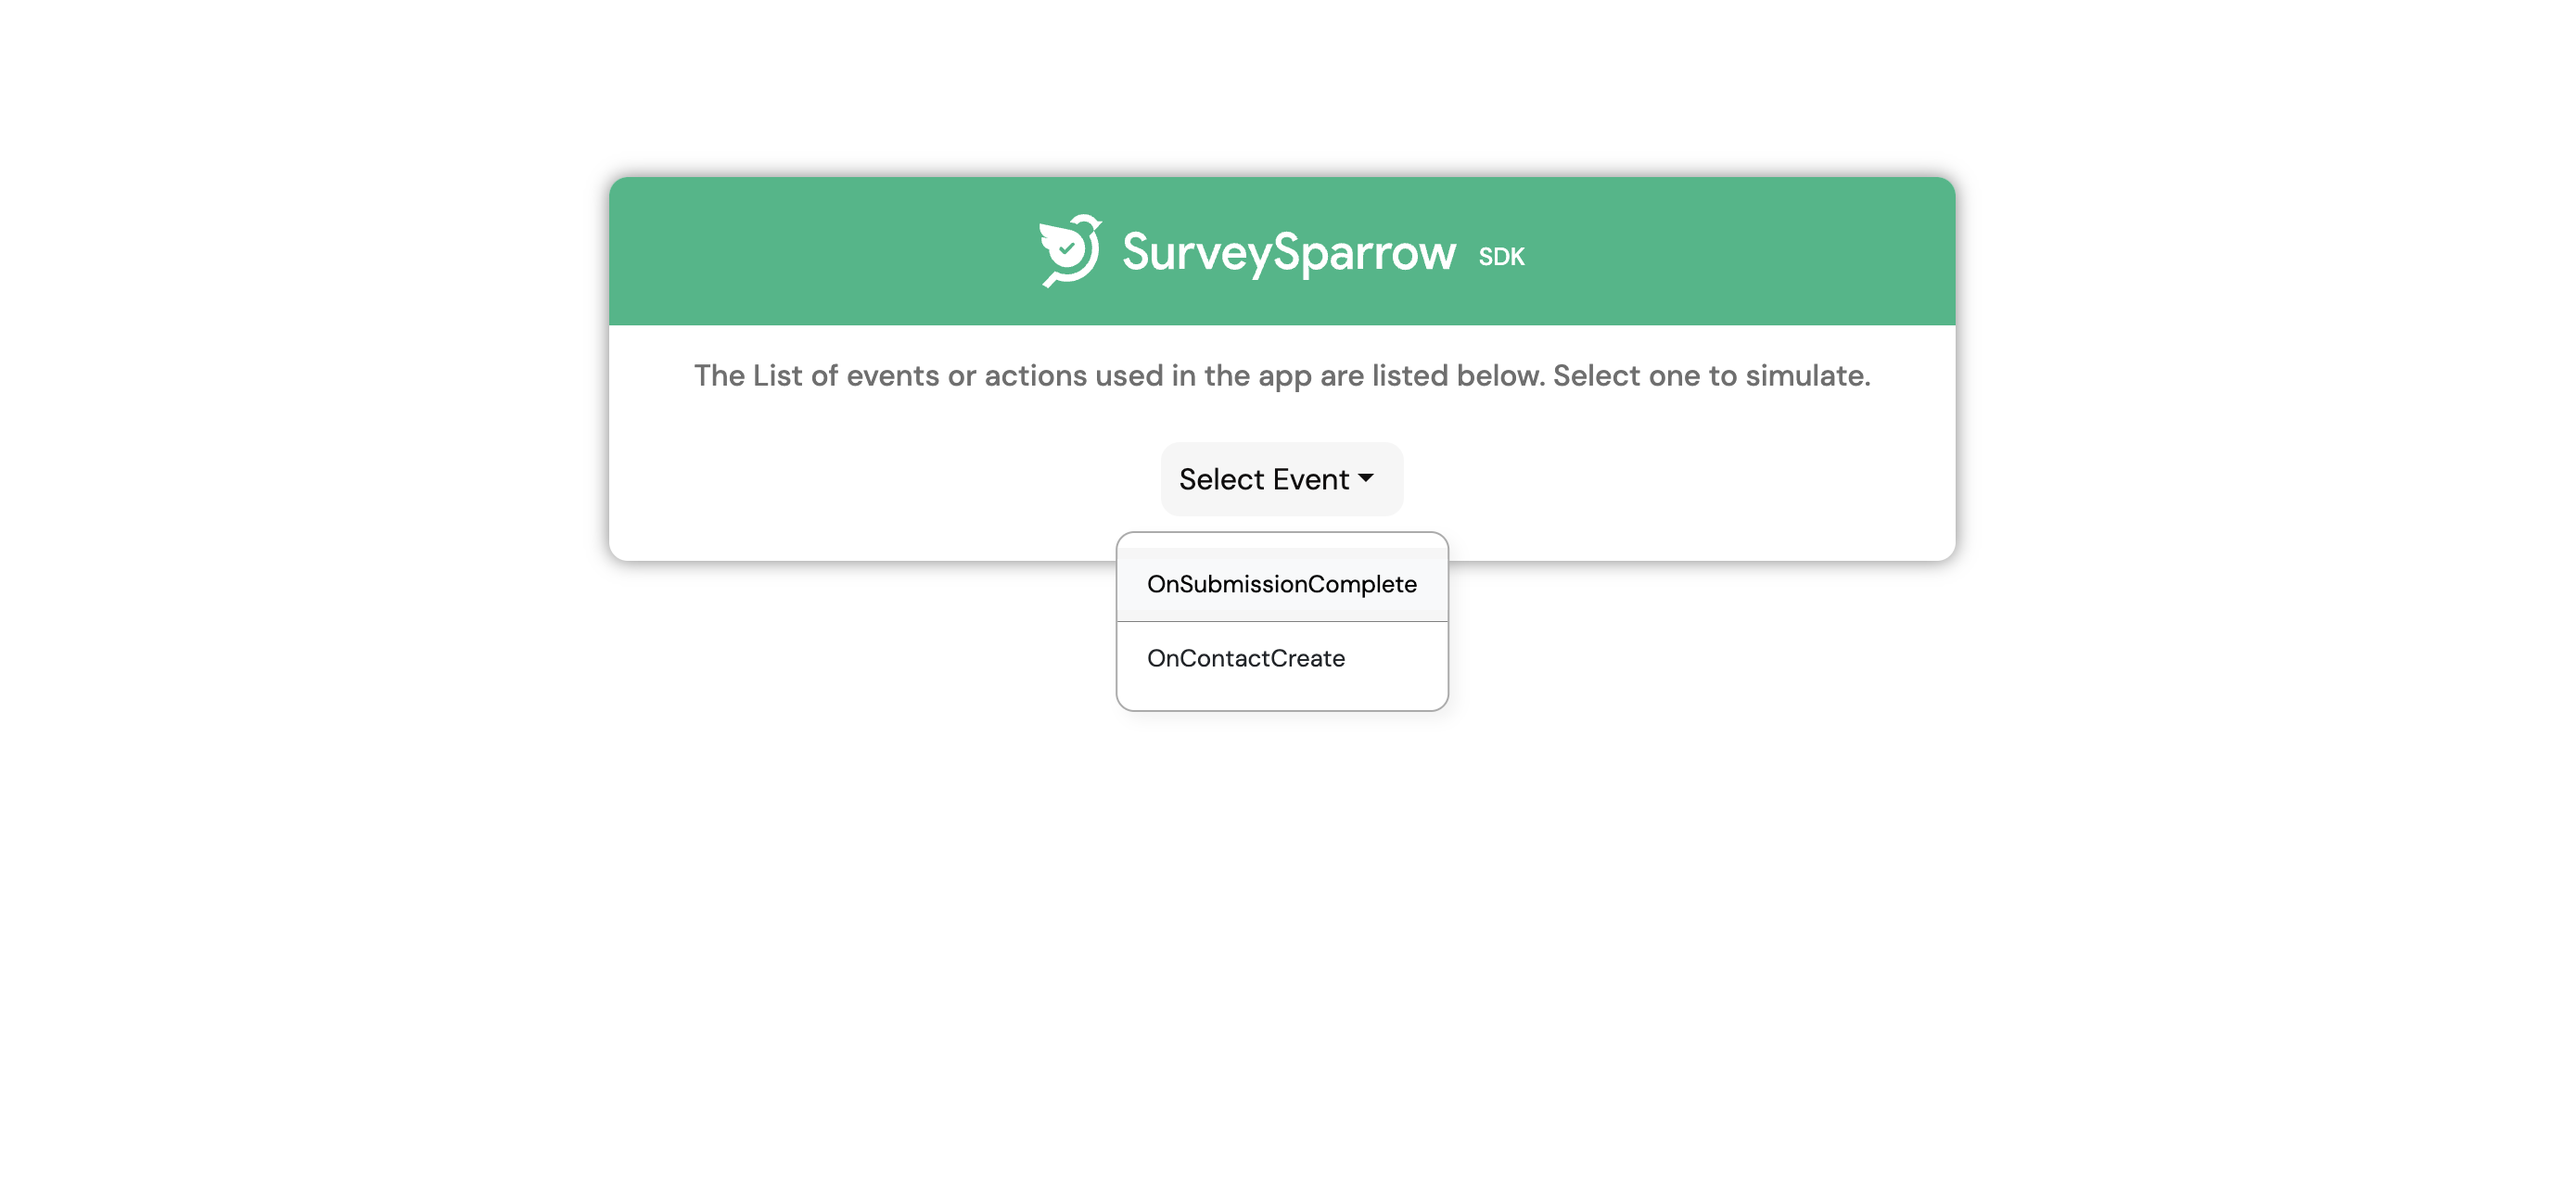 SurveySparrow SDK
The List of events or actions used in the app are listed below. Select one to simulate.
Select Event
OnSubmissionComplete
OnContactCreate